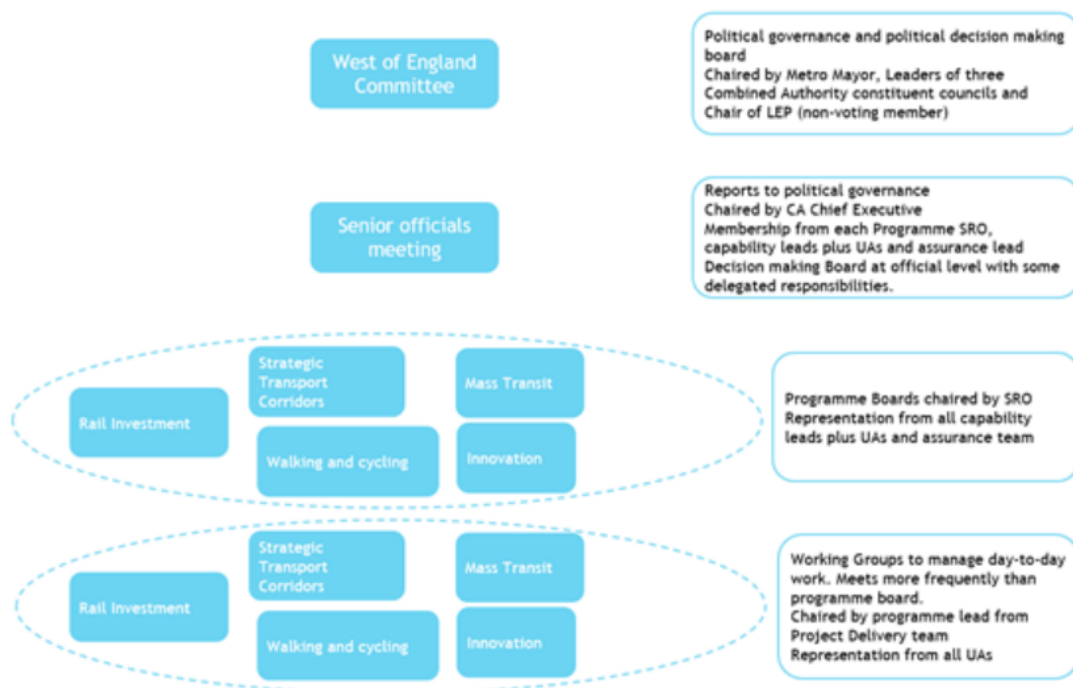 West of England
Committee
Political governance and political decision making
board
Chaired by Metro Mayor, Leaders of three
Combined Authority constituent councils and
Chair of LEP (non-voting member)
Senior officials
meeting
Reports to political governance
Chaired by CA Chief Executive
Membership from each Programme SRO,
capability leads plus UAs and assurance lead
Decision making Board at official level with some
delegated responsibilities.
Rail Investment
Strategic
Transport
Corridors
Mass Transit
Walking and cycling
Innovation
Programme Boards chaired by SRO
Representation from all capability
leads plus UAs and assurance team
Rail Investment
Strategic
Transport
Corridors
Mass Transit
Walking and cycling
Innovation
Working Groups to manage day-to-day
work. Meets more frequently than
programme board.
Chaired by programme lead from
Project Delivery team
Representation from all UAs